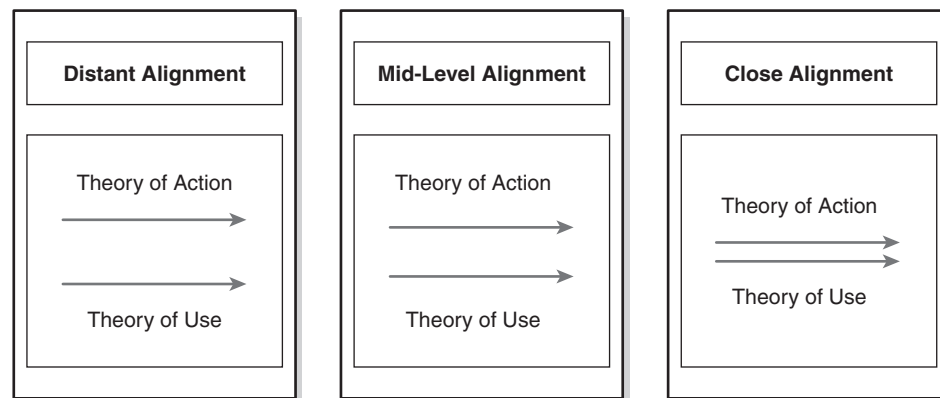 Distant Alignment
Theory of Action
Theory of Use
Mid-Level Alignment
Theory of Action
Theory of Use
Close Alignment
Theory of Action
Theory of Use